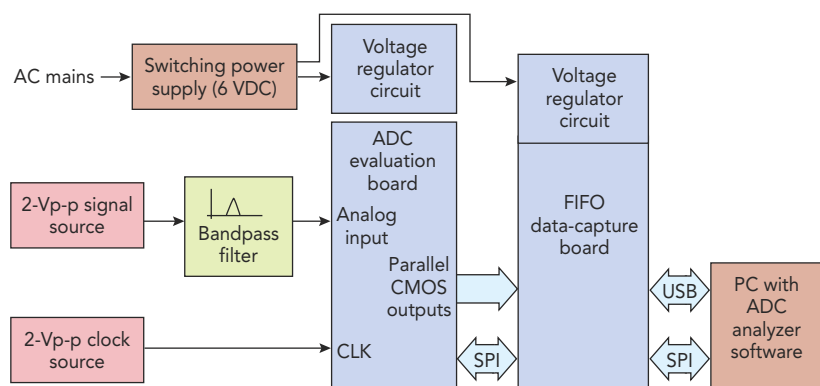 AC mains
Switching power
supply (6 VDC)
Voltage
regulator
circuit
Voltage
regulator
circuit
ADC
evaluation
board
2-Vp-p signal
source
Bandpass
filter
Analog
input
FIFO
data-capture
board
Parallel
CMOS
outputs
USB
PC with
ADC
analyzer
software
2-Vp-p clock
source
CLK
SPI
SPI